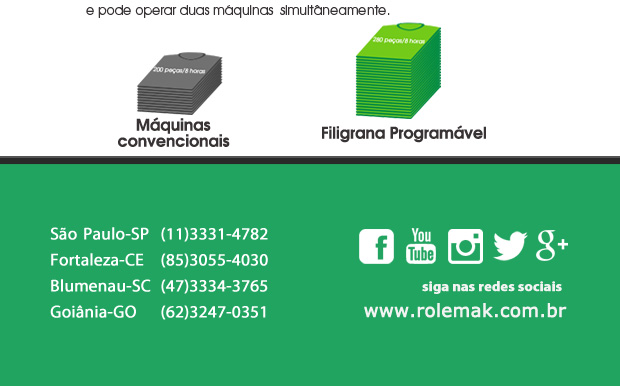 e pode operar duas máquinas simultâneamente.
200 peças/8 horas
280 peças/8 horas
Máquinas
convencionais
Filigrana Programável
São Paulo-SP (11)3331-4782
Fortaleza-CE (85)3055-4030
Blumenau-SC (47)3334-3765
Goiânia-GO (62)3247-0351
f You Tube g+
siga nas redes sociais
www.rolemak.com.br